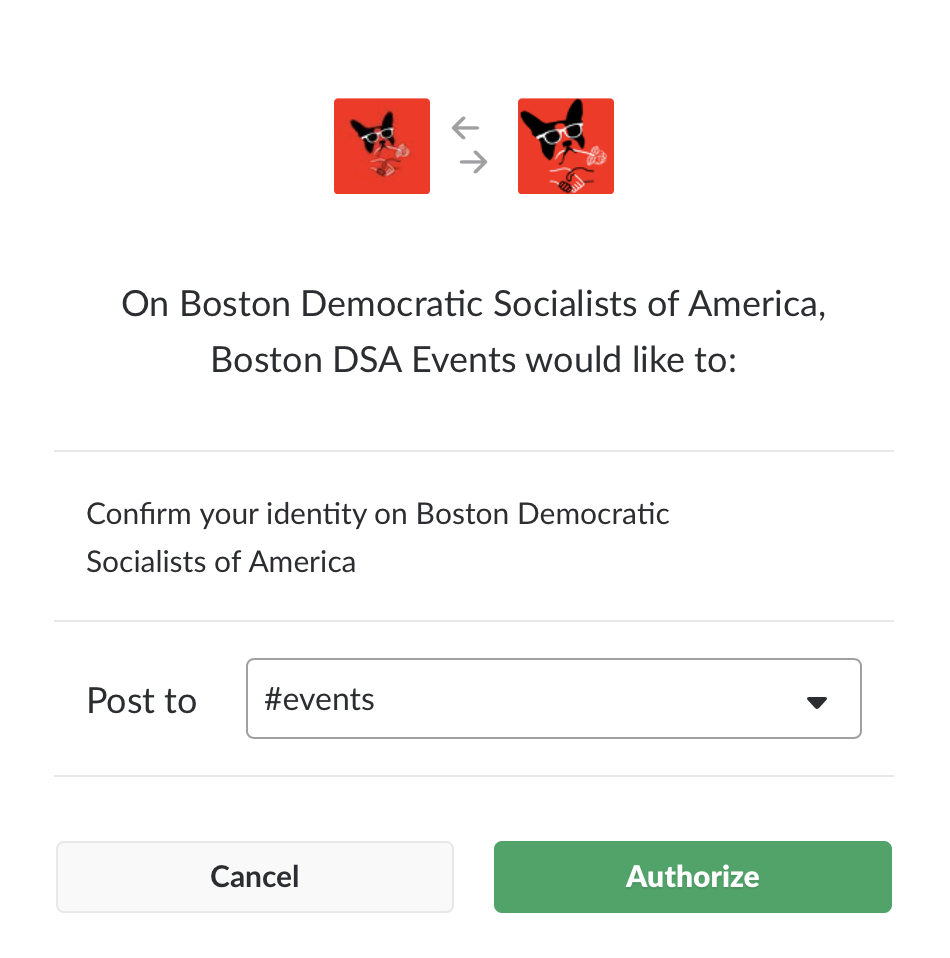 On Boston Democratic Socialists of America,
Boston DSA Events would like to:
Confirm your identity on Boston Democratic
Socialists of America
Post to
#events
Cancel
Authorize